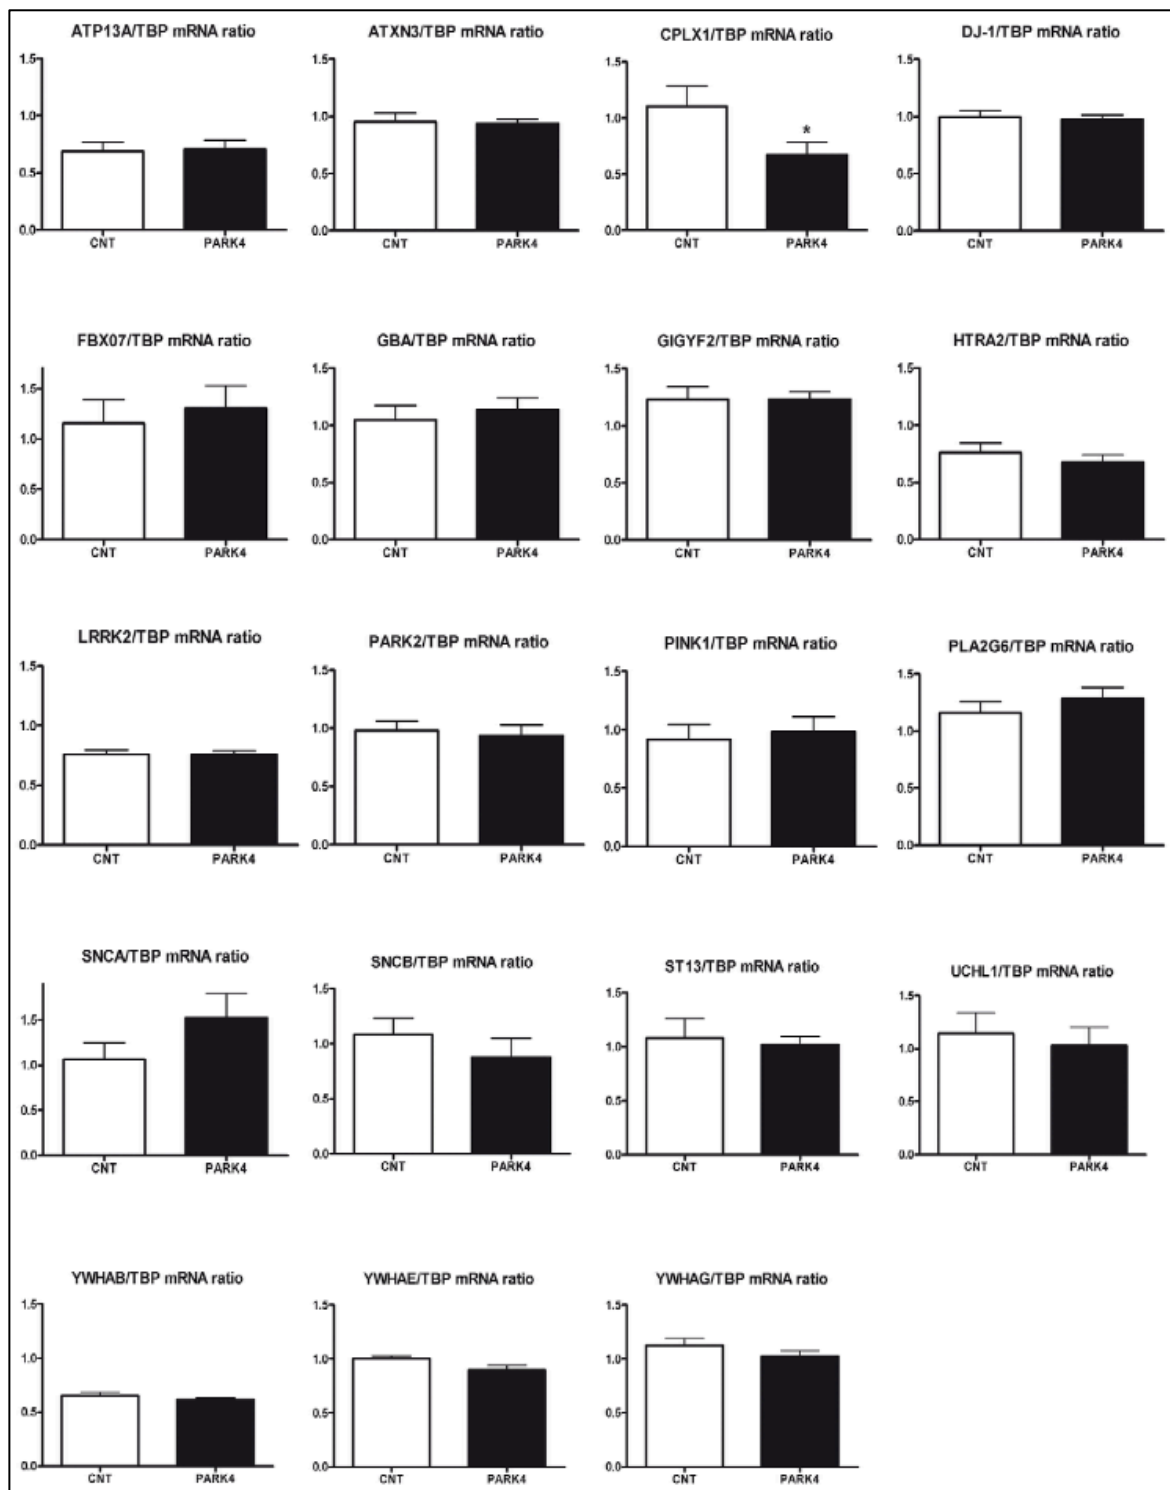 ATP13A/TBP mRNA ratio
1.5
1.0
0.5
0.0
CNT PARK4
ATXN3/TBP mRNA ratio
1.5
1.0
0.5
0.0
CNT PARK4
CPLX1/TBP mRNA ratio
1.5
1.0
0.5
0.0
*
CNT PARK4
DJ-1/TBP mRNA ratio
1.5
1.0
0.5
0.0
CNT PARK4
FBX07/TBP mRNA ratio
1.5
1.0
0.5
0.0
CNT PARK4
GBA/TBP mRNA ratio
1.5
1.0
0.5
0.0
CNT PARK4
GIGYF2/TBP mRNA ratio
1.5
1.0
0.5
0.0
CNT PARK4
HTRA2/TBP mRNA ratio
1.5
1.0
0.5
0.0
CNT PARK4
LRRK2/TBP mRNA ratio
1.5
1.0
0.5
0.0
CNT PARK4
PARK2/TBP mRNA ratio
1.5
1.0
0.5
0.0
CNT PARK4
PINK1/TBP mRNA ratio
1.5
1.0
0.5
0.0
CNT PARK4
PLA2G6/TBP mRNA ratio
1.5
1.0
0.5
0.0
CNT PARK4
SNCA/TBP mRNA ratio
1.5
1.0
0.5
0.0
CNT PARK4
SNCB/TBP mRNA ratio
1.5
1.0
0.5
0.0
CNT PARK4
ST13/TBP mRNA ratio
1.5
1.0
0.5
0.0
CNT PARK4
UCHL1/TBP mRNA ratio
1.5
1.0
0.5
0.0
CNT PARK4
YWHAB/TBP mRNA ratio
1.5
1.0
0.5
0.0
CNT PARK4
YWHAE/TBP mRNA ratio
1.5
1.0
0.5
0.0
CNT PARK4
YWHAG/TBP mRNA ratio
1.5
1.0
0.5
0.0
CNT PARK4